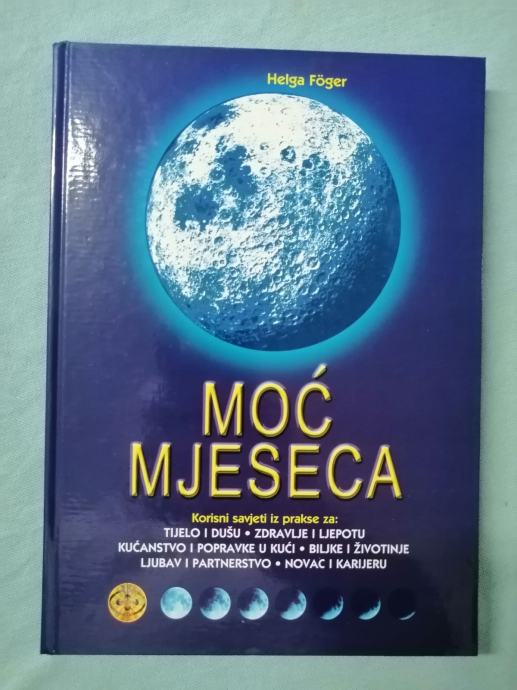 Helga Föger
MOĆ
MJESECA
Korisni savjeti iz prakse za:
TIJELO I DUŠU • ZDRAVLJE I LJEPOTU
KUĆANSTVO I POPRAVKE U KUĆI • BILJKE I ŽIVOTINJE
LJUBAV I PARTNERSTVO • NOVAC I KARIJERU